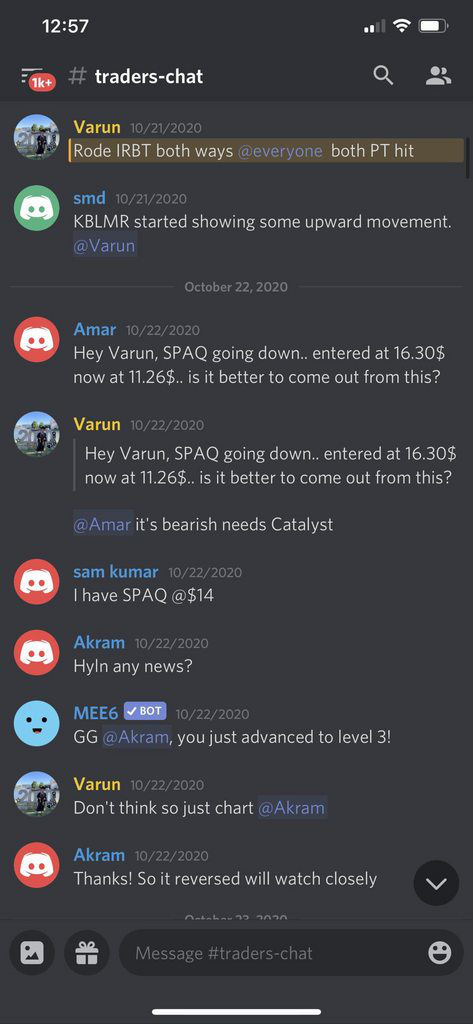 12:57
1k+
# traders-chat
Varun 10/21/2020
Rode IRBT both ways @everyone both PT hit
smd 10/21/2020
KBLMR started showing some upward movement.
@Varun
October 22, 2020
Amar 10/22/2020
Hey Varun, SPAQ going down.. entered at 16.30$
now at 11.26$.. is it better to come out from this?
Varun 10/22/2020
Hey Varun, SPAQ going down.. entered at 16.30$
now at 11.26$.. is it better to come out from this?
@Amar it's bearish needs Catalyst
sam kumar 10/22/2020
I have SPAQ @$14
Akram 10/22/2020
Hyln any news?
MEE6 ✓ BOT 10/22/2020
GG @Akram, you just advanced to level 3!
Varun 10/22/2020
Don't think so just chart @Akram
Akram 10/22/2020
Thanks! So it reversed will watch closely
October 23, 2020
Message #traders-chat